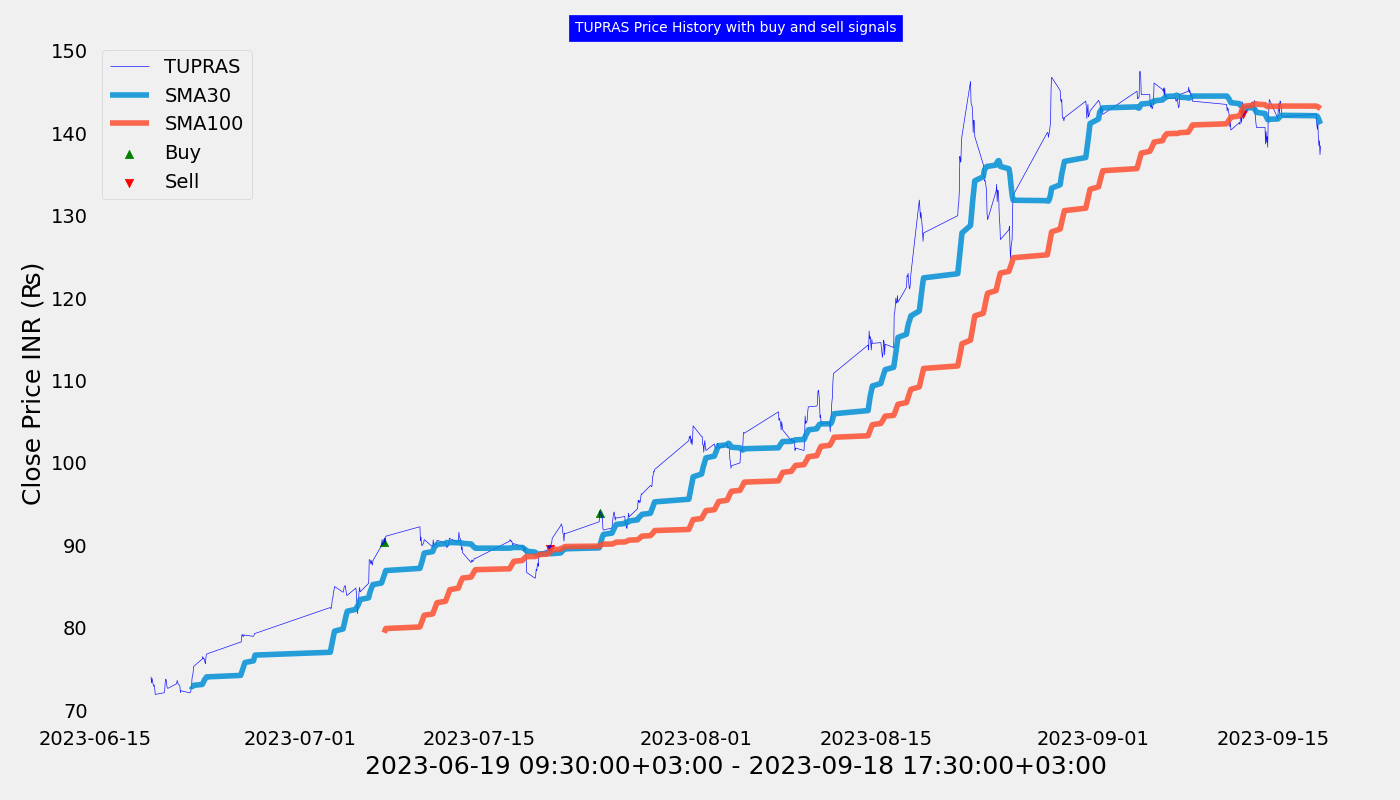 TUPRAS Price History with buy and sell signals
150
140
130
120
110
100
90
80
70
Close Price INR (₨)
TUPRAS
SMA30
SMA100
Buy
Sell
2023-06-15 2023-07-01 2023-07-15 2023-08-01 2023-08-15 2023-09-01 2023-09-15
2023-06-19 09:30:00+03:00 - 2023-09-18 17:30:00+03:00